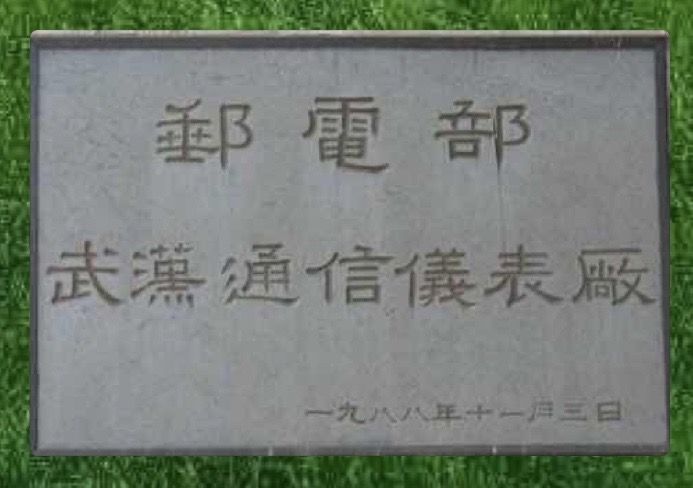 郵電部
武漢通信儀表廠
一九八八年十一月三日